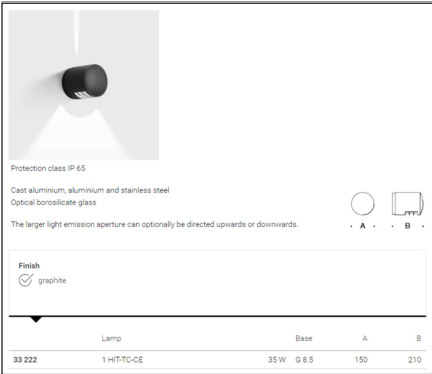 Protection class IP 65
Cast aluminium, aluminium and stainless steel
Optical borosilicate glass
The larger light emission aperture can optionally be directed upwards or downwards.
· A · · B ·
Finish
graphite
Lamp Base A B
33 222 1 HIT-TC-CE 35 W G 8.5 150 210